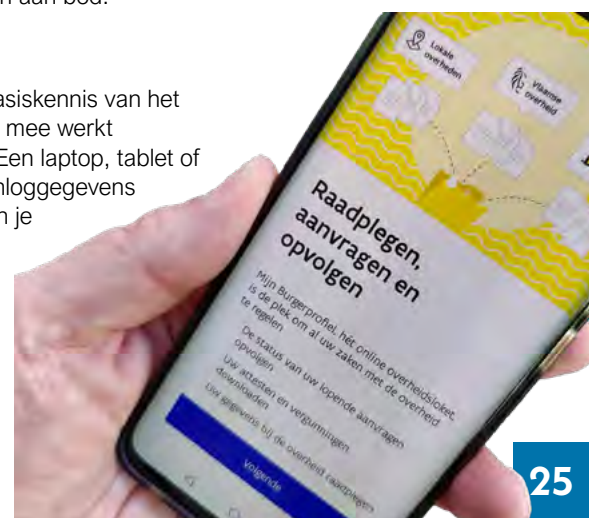 aan bod.
asiskennis van het
mee werkt
Een laptop, tablet of
nloggegevens
n je
Lokale
overheden
Vlaamse
overheid
Raadplegen,
aanvragen en
opvolgen
Mijn Burgerprofiel, hét online overheidsloket,
is de plek om al uw zaken met de overheid
te regelen
De status van uw lopende aanvragen
opvolgen
Uw attesten en vergunningen
downloaden
Uw gegevens bij de overheid raadplegen
Volgende
25